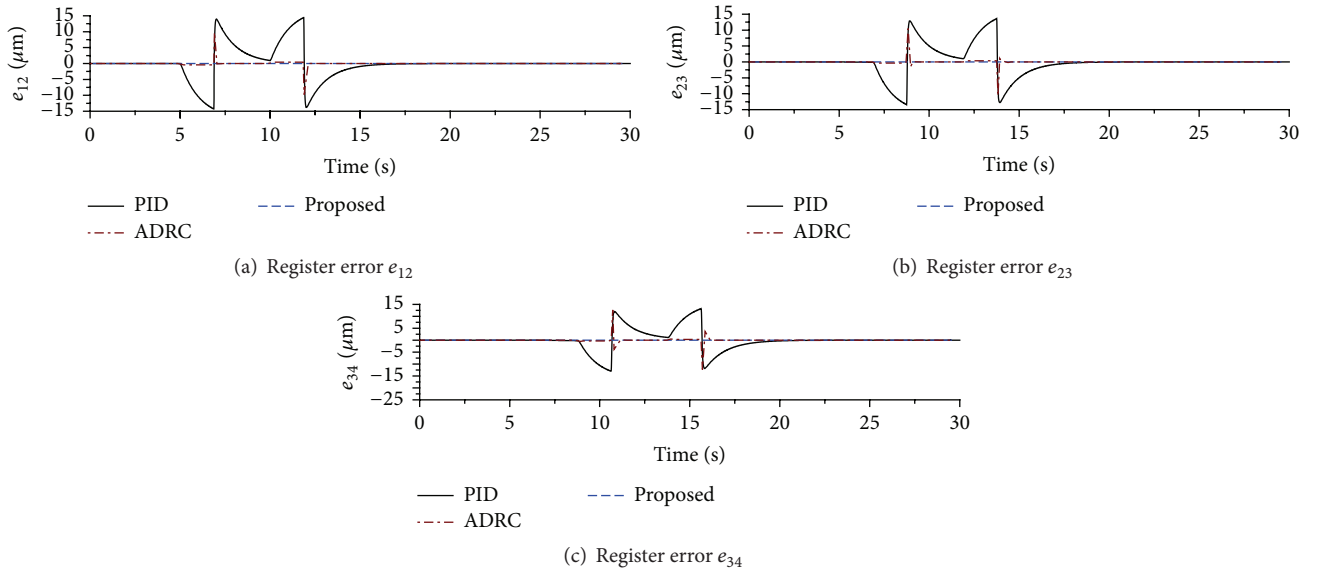 15
10
5
0
−5
−10
−15
e12 (μm)
0 5 10 15 20 25 30
Time (s)
PID
Proposed
ADRC
(a) Register error e12
15
10
5
0
−5
−10
−15
e23 (μm)
0 5 10 15 20 25 30
Time (s)
PID
Proposed
ADRC
(b) Register error e23
15
5
−5
−15
−25
e34 (μm)
0 5 10 15 20 25 30
Time (s)
PID
Proposed
ADRC
(c) Register error e34